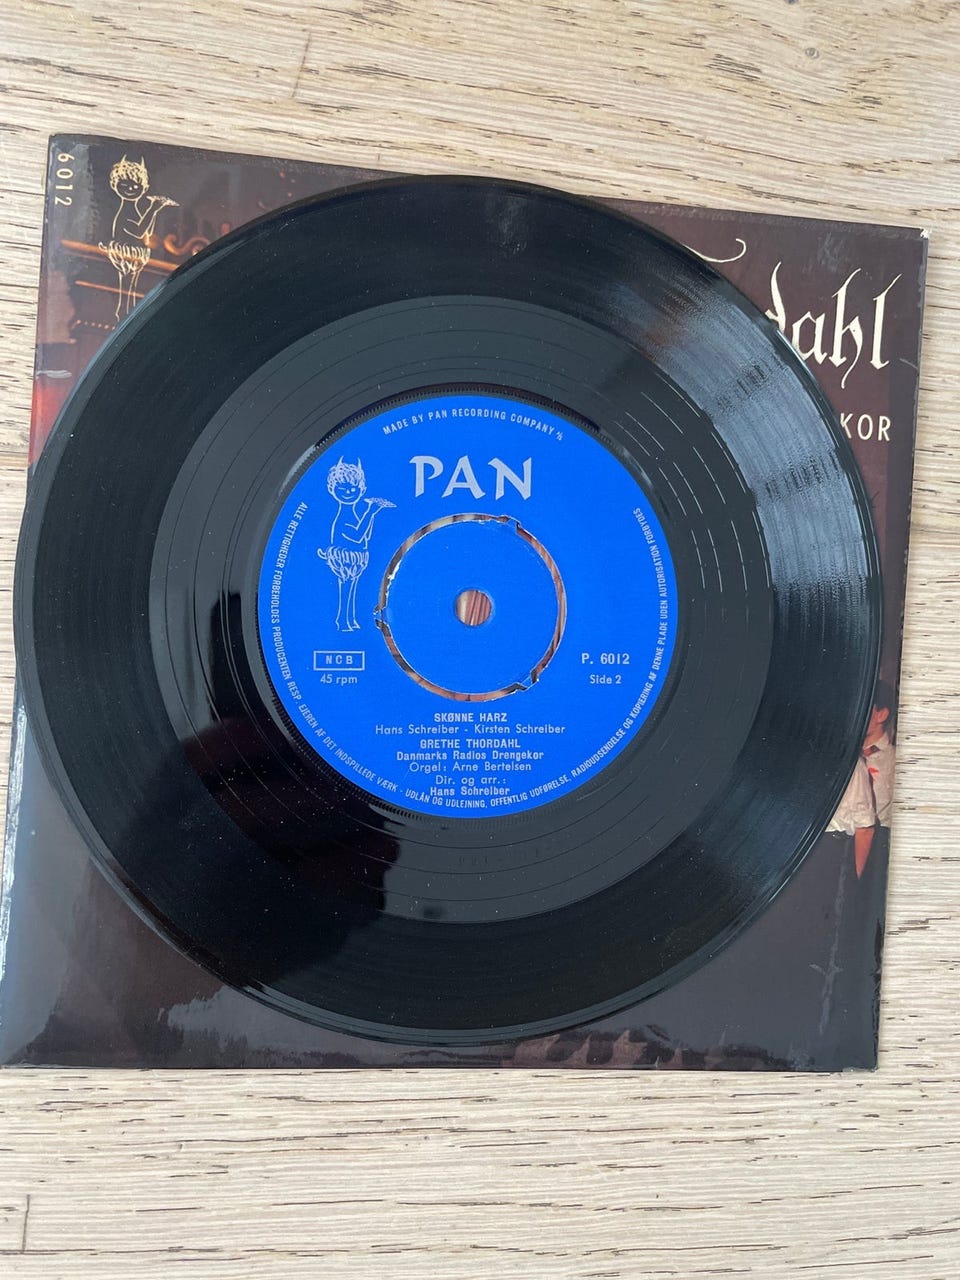 6012
dahl
KOR
MADE BY PAN RECORDING COMPANY A/S
PAN
NCB
45 rpm
P. 6012
Side 2
SKØNNE HARZ
Hans Schreiber - Kirsten Schreiber
GRETHE THORDAHL
Danmarks Radios Drengekor
Orgel: Arne Bertelsen
Dir. og arr.:
Hans Schreiber
ALLE RETTIGHEDER FORBEHOLDES PRODUCENTEN RESP. EJEREN AF DET INDSPILLEDE VÆRK - UDLÅN OG UDLEJNING, OFFENTLIG UDFØRELSE, RADIOUDSENDELSE OG KOPIERING AF DENNE PLADE UDEN AUTORISATION FORBYDES